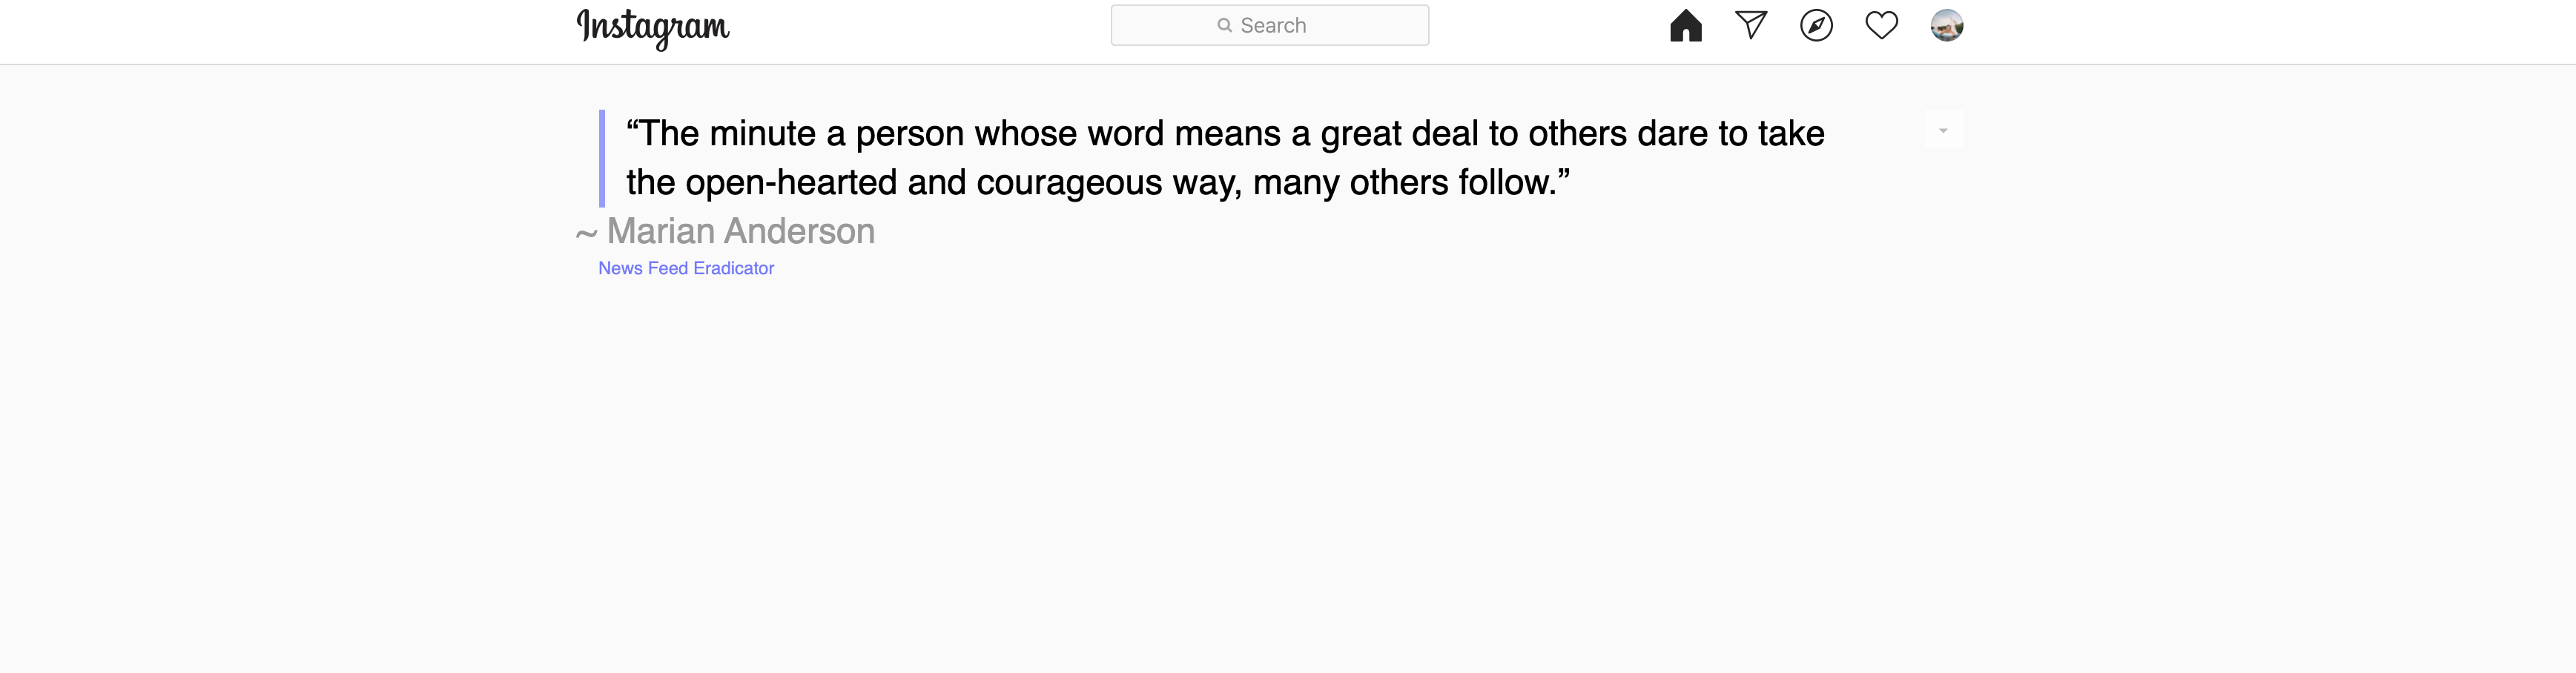 Instagram
Search
“The minute a person whose word means a great deal to others dare to take
the open-hearted and courageous way, many others follow.”
~ Marian Anderson
News Feed Eradicator